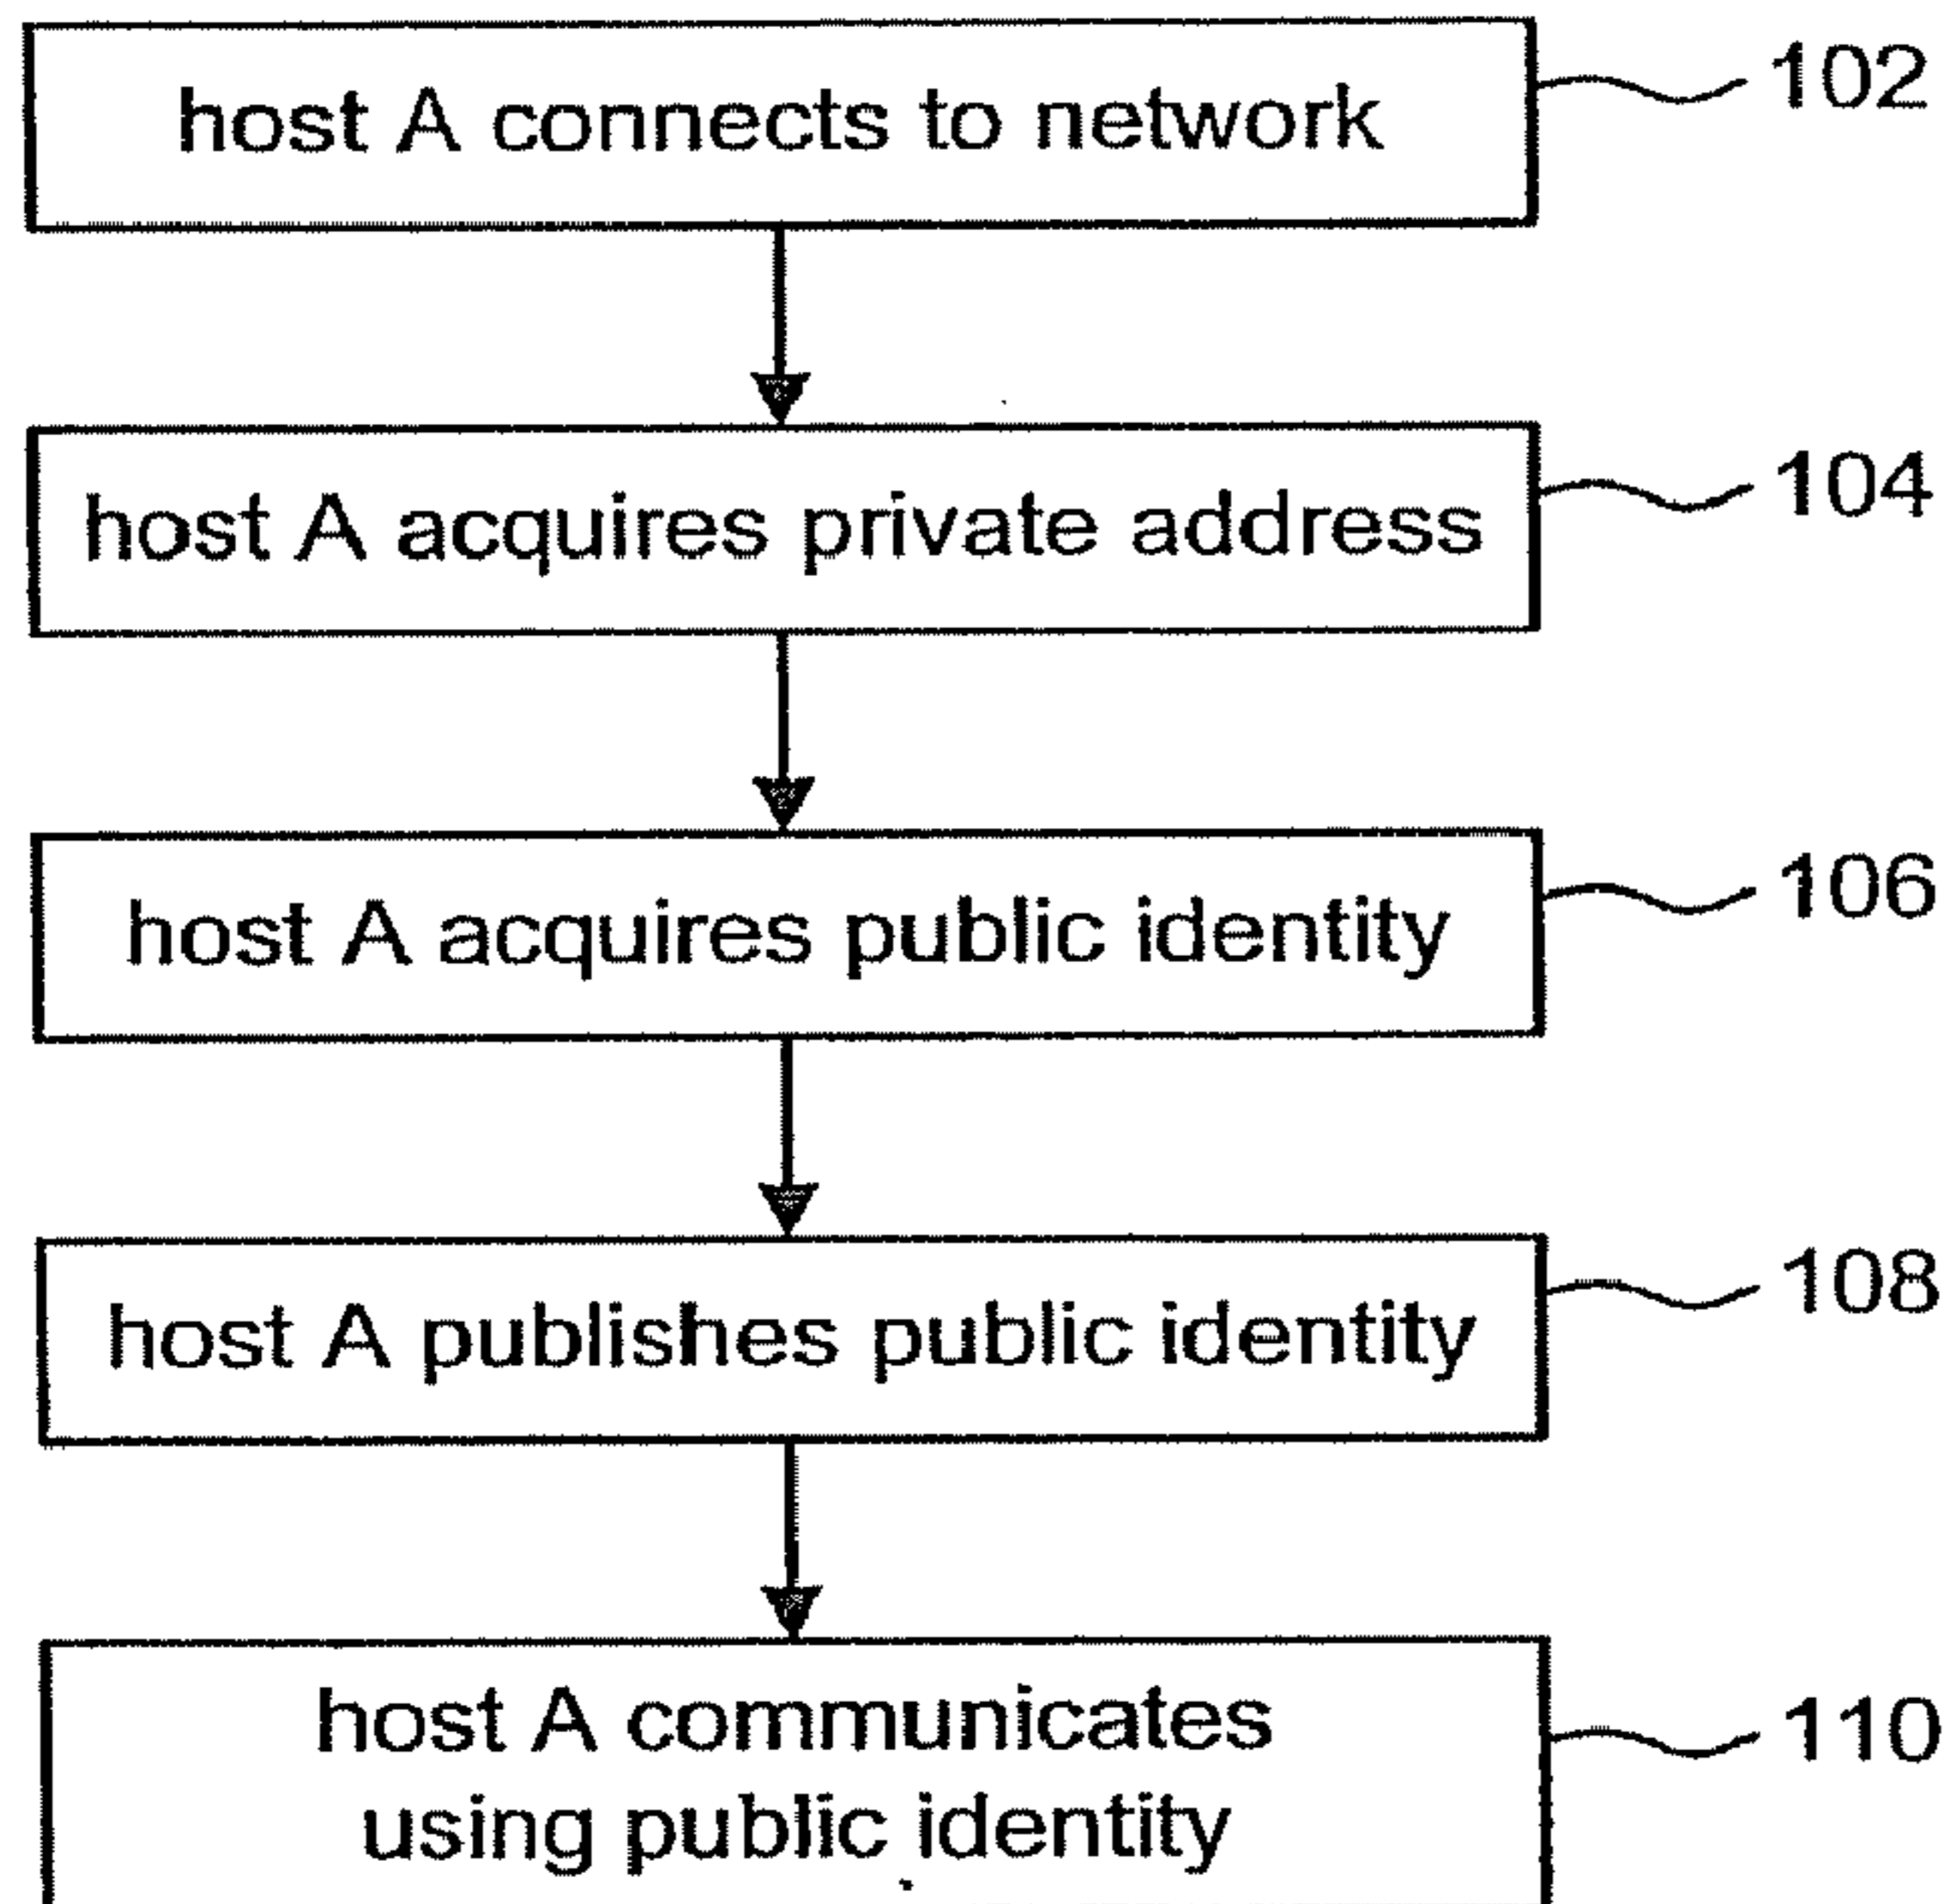 host A connects to network 102
host A acquires private address 104
host A acquires public identity 106
host A publishes public identity 108
host A communicates 110
using public identity